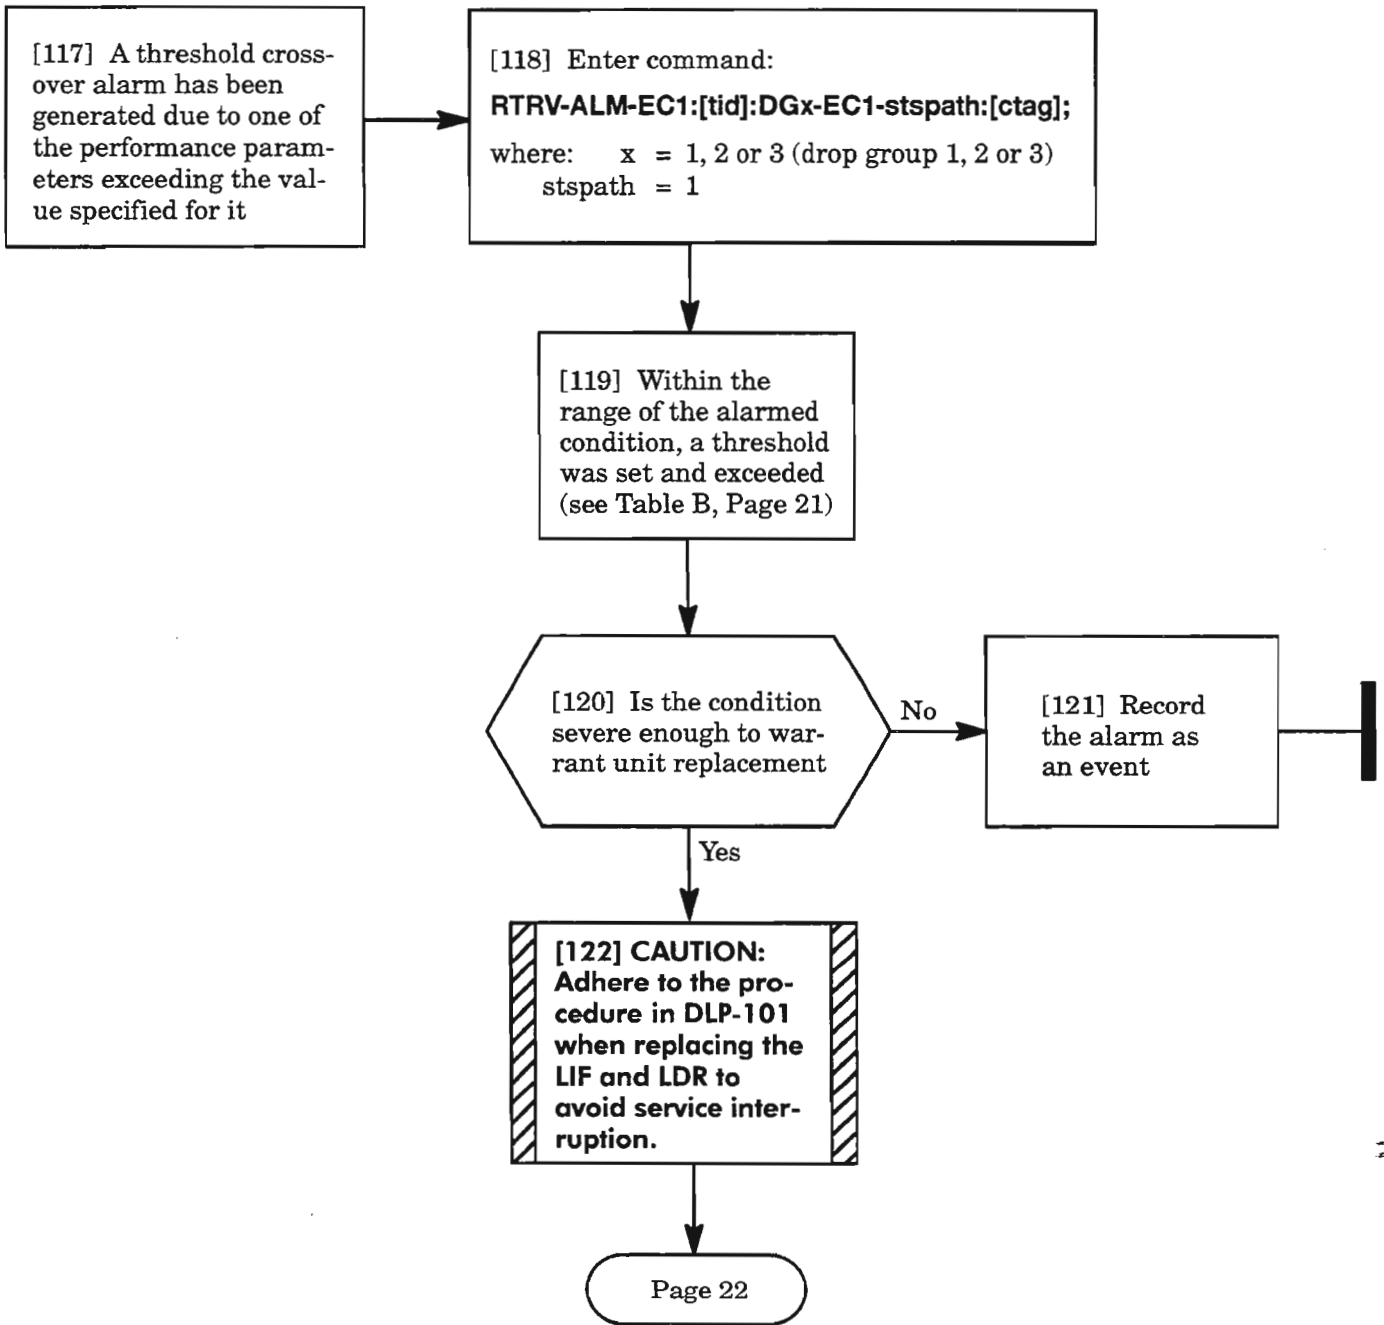 [117] A threshold cross-
over alarm has been
generated due to one of
the performance param-
eters exceeding the val-
ue specified for it
[118] Enter command:
RTRV-ALM-EC1:[tid]:DGx-EC1-stspath:[ctag];
where: x = 1, 2 or 3 (drop group 1, 2 or 3)
stspath = 1
[119] Within the
range of the alarmed
condition, a threshold
was set and exceeded
(see Table B, Page 21)
[120] Is the condition
severe enough to war-
rant unit replacement
No
[121] Record
the alarm as
an event
Yes
[122] CAUTION:
Adhere to the pro-
cedure in DLP-101
when replacing the
LIF and LDR to
avoid service inter-
ruption.
Page 22